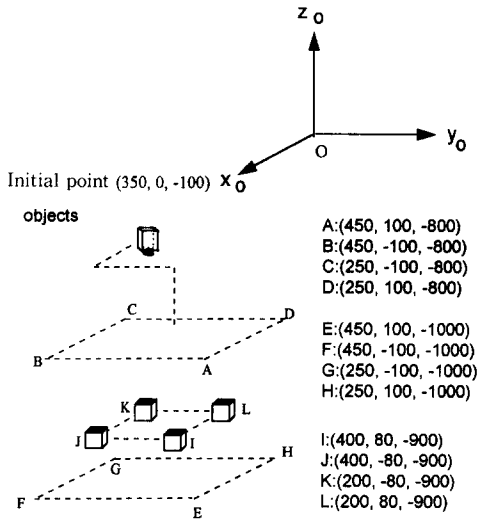 z o
y o
O
x o
Initial point (350, 0, -100)
objects
A:(450, 100, -800)
B:(450, -100, -800)
C:(250, -100, -800)
D:(250, 100, -800)
C
D
B
A
E:(450, 100, -1000)
F:(450, -100, -1000)
G:(250, -100, -1000)
H:(250, 100, -1000)
K
L
J
I
H
G
F
E
I:(400, 80, -900)
J:(400, -80, -900)
K:(200, -80, -900)
L:(200, 80, -900)